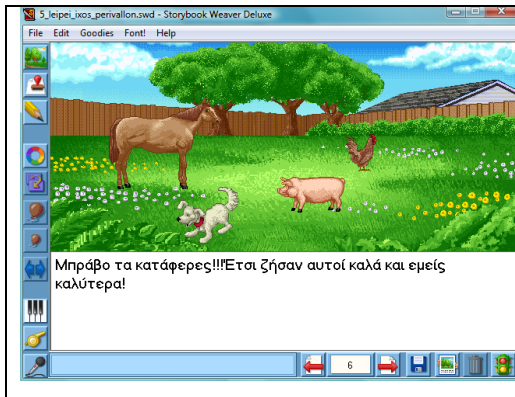 5_leipei_ixos_perivallon.swd - Storybook Weaver Deluxe
File Edit Goodies Font! Help
Μπράβο τα κατάφερες!!!Έτσι ζήσαν αυτοί καλά και εμείς
καλύτερα!
6